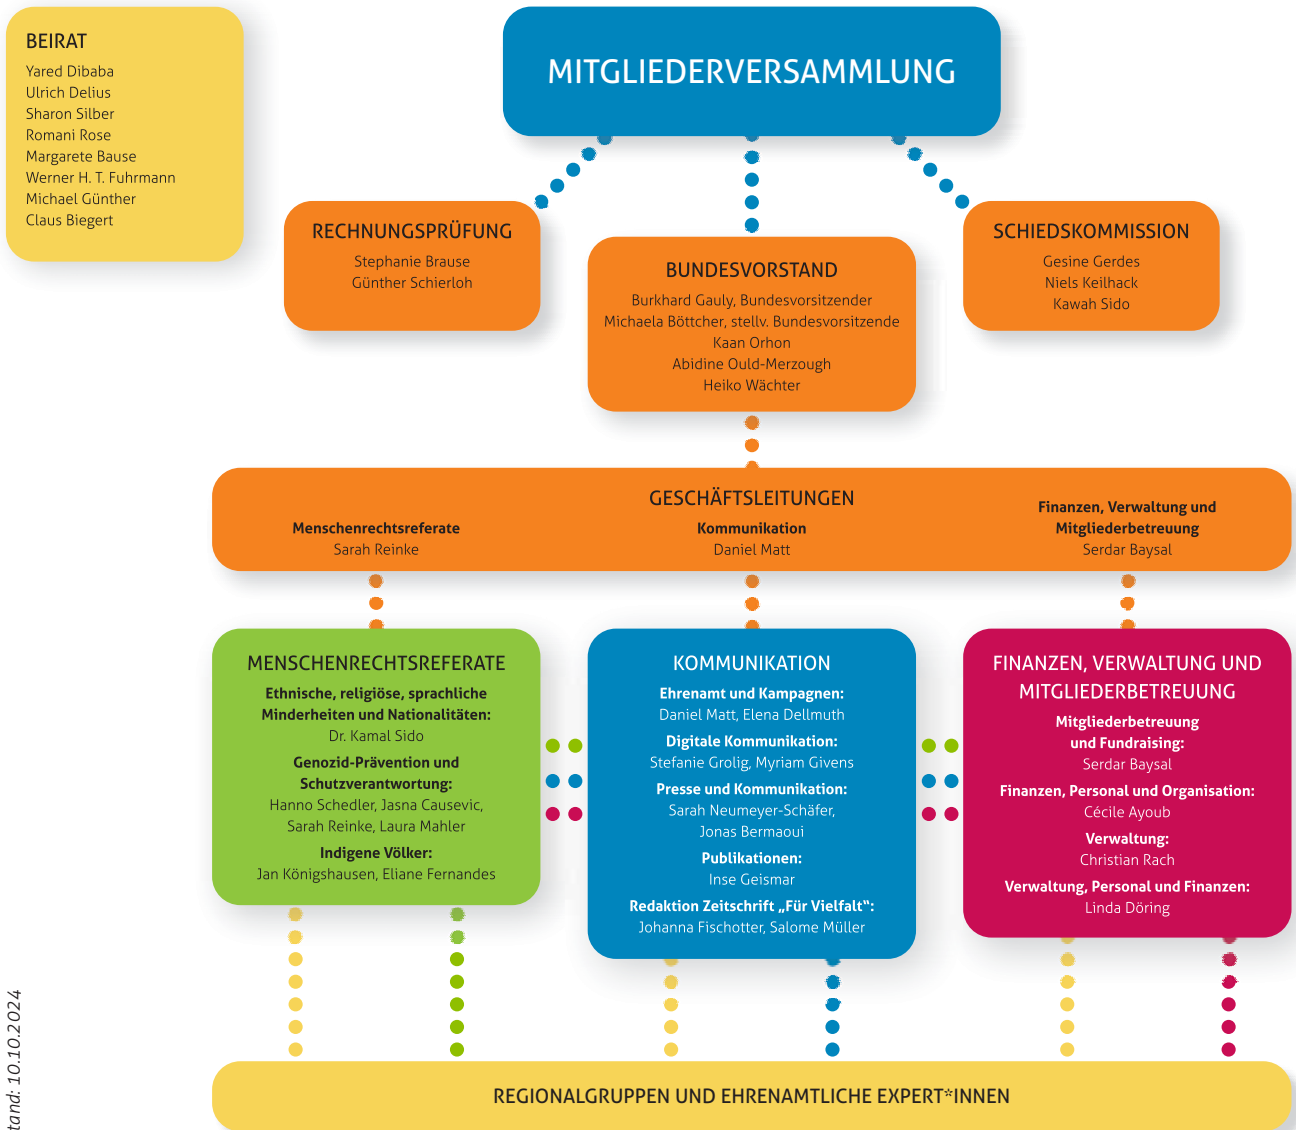 BEIRAT
Yared Dibaba
Ulrich Delius
Sharon Silber
Romani Rose
Margarete Bause
Werner H. T. Fuhrmann
Michael Günther
Claus Biegert
MITGLIEDERVERSAMMLUNG
RECHNUNGSPRÜFUNG
Stephanie Brause
Günther Schierloh
BUNDESVORSTAND
Burkhard Gauly, Bundesvorsitzender
Michaela Böttcher, stellv. Bundesvorsitzende
Kaan Orhon
Abidine Ould-Merzough
Heiko Wächter
SCHIEDSKOMMISSION
Gesine Gerdes
Niels Keilhack
Kawah Sido
GESCHÄFTSLEITUNGEN
Menschenrechtsreferate
Sarah Reinke
Kommunikation
Daniel Matt
Finanzen, Verwaltung und
Mitgliederbetreuung
Serdar Baysal
MENSCHENRECHTSREFERATE
Ethnische, religiöse, sprachliche
Minderheiten und Nationalitäten:
Dr. Kamal Sido
Genozid-Prävention und
Schutzverantwortung:
Hanno Schedler, Jasna Causevic,
Sarah Reinke, Laura Mahler
Indigene Völker:
Jan Königshausen, Eliane Fernandes
KOMMUNIKATION
Ehrenamt und Kampagnen:
Daniel Matt, Elena Dellmuth
Digitale Kommunikation:
Stefanie Grolig, Myriam Givens
Presse und Kommunikation:
Sarah Neumeyer-Schäfer,
Jonas Bermaoui
Publikationen:
Inse Geismar
Redaktion Zeitschrift „Für Vielfalt“:
Johanna Fischotter, Salome Müller
FINANZEN, VERWALTUNG UND
MITGLIEDERBETREUUNG
Mitgliederbetreuung
und Fundraising:
Serdar Baysal
Finanzen, Personal und Organisation:
Cécile Ayoub
Verwaltung:
Christian Rach
Verwaltung, Personal und Finanzen:
Linda Döring
REGIONALGRUPPEN UND EHRENAMTLICHE EXPERT*INNEN
tand: 10.10.2024